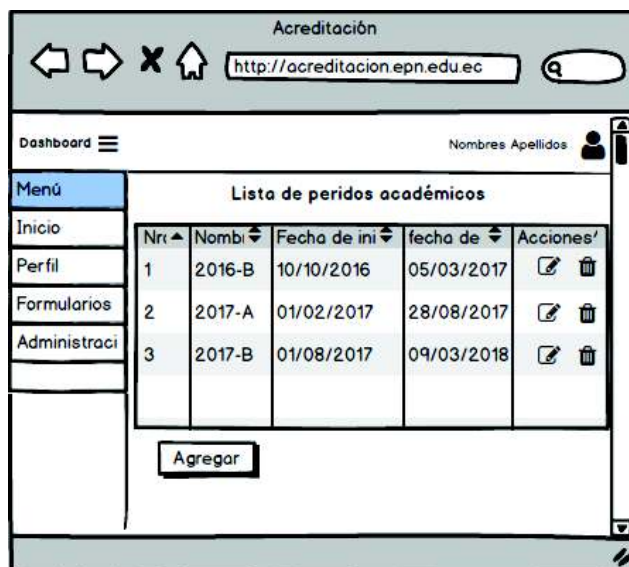 Acreditación
http://acreditacion.epn.edu.ec
Dashboard
Nombres Apellidos
Menú
Inicio
Perfil
Formularios
Administraci
Lista de peridos académicos
Nro Nombi Fecha de ini fecha de Acciones
1 2016-B 10/10/2016 05/03/2017
2 2017-A 01/02/2017 28/08/2017
3 2017-B 01/08/2017 09/03/2018
Agregar